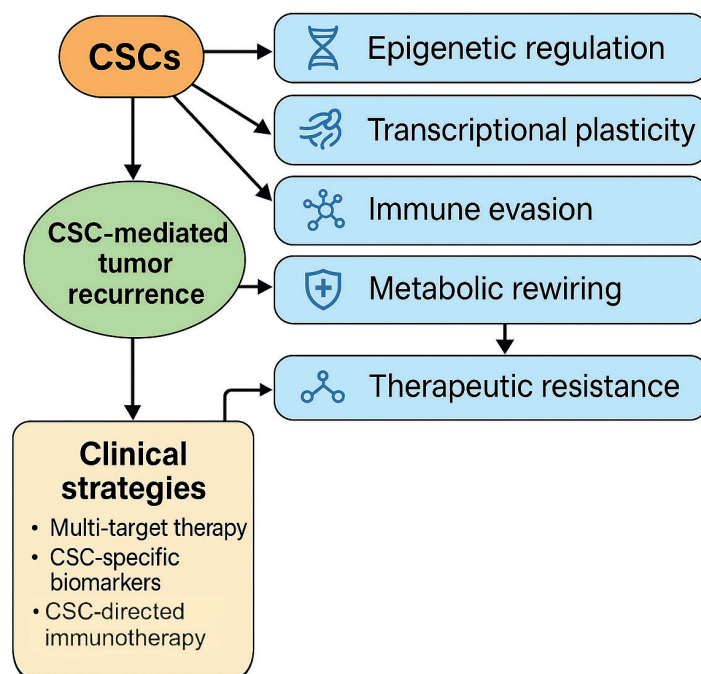 CSCs
Epigenetic regulation
Transcriptional plasticity
Immune evasion
CSC-mediated
tumor
recurrence
Metabolic rewiring
Therapeutic resistance
Clinical
strategies
• Multi-target therapy
• CSC-specific
biomarkers
• CSC-directed
immunotherapy